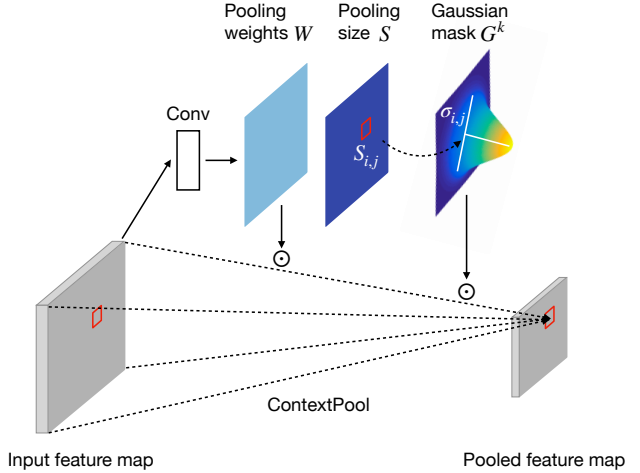 Pooling
weights W
Pooling
size S
Gaussian
mask G^k
Conv
σ_{i,j}
S_{i,j}
ContextPool
Input feature map
Pooled feature map